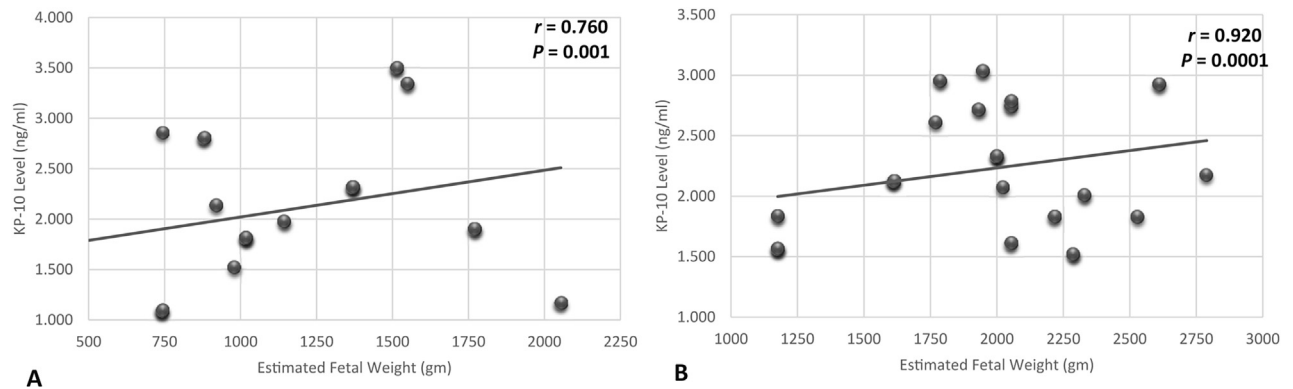 r = 0.760
P = 0.001
4.000
3.500
3.000
2.500
2.000
1.500
1.000
KP-10 Level (ng/ml)
500 750 1000 1250 1500 1750 2000 2250
Estimated Fetal Weight (gm)
A
r = 0.920
P = 0.0001
3.500
3.000
2.500
2.000
1.500
1.000
KP-10 Level (ng/ml)
1000 1250 1500 1750 2000 2250 2500 2750 3000
Estimated Fetal Weight (gm)
B